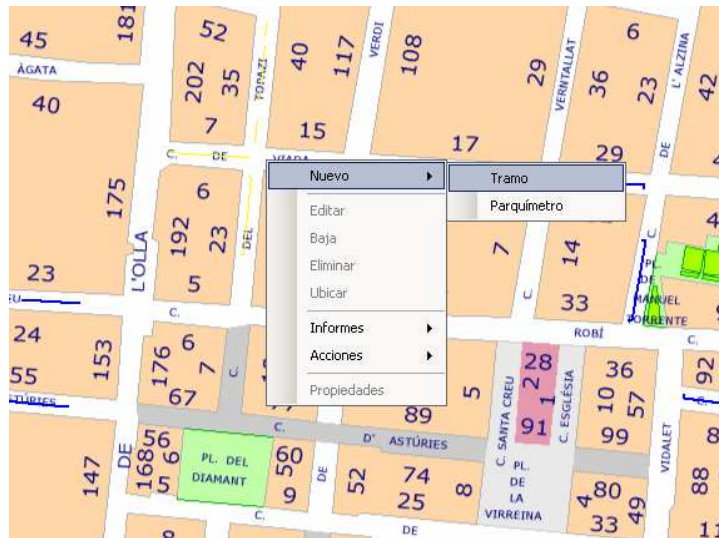 45
181
52
ÀGATA
202
35
TOPAZI
40
117
VERDI
108
29
VERNTALLAT
6
36
23
L' ALZINA
42
40
7
15
17
29
DE
C. DE
VIADA
175
6
192
23
DEL
5
L'OLLA
Nuevo
Editar
Baja
Eliminar
Ubicar
Informes
Acciones
Propiedades
Tramo
Parquímetro
7
14
C.
33
C.
4
PL.
DE
MANUEL
TORRENTE
23
C.
ROBÍ
C.
24
153
55
176
6
7
67
C.
5
89
C. SANTA CREU
28
2
1
91
C. ESGLÉSIA
36
10
57
99
92
VIDALET
C.
D' ASTÚRIES
147
DE
56
168
6
5
PL. DEL
DIAMANT
60
50
9
DE
52
74
25
8
C. PL.
DE
LA
VIRREINA
4
80
33
49
88
8
11
C.
DE